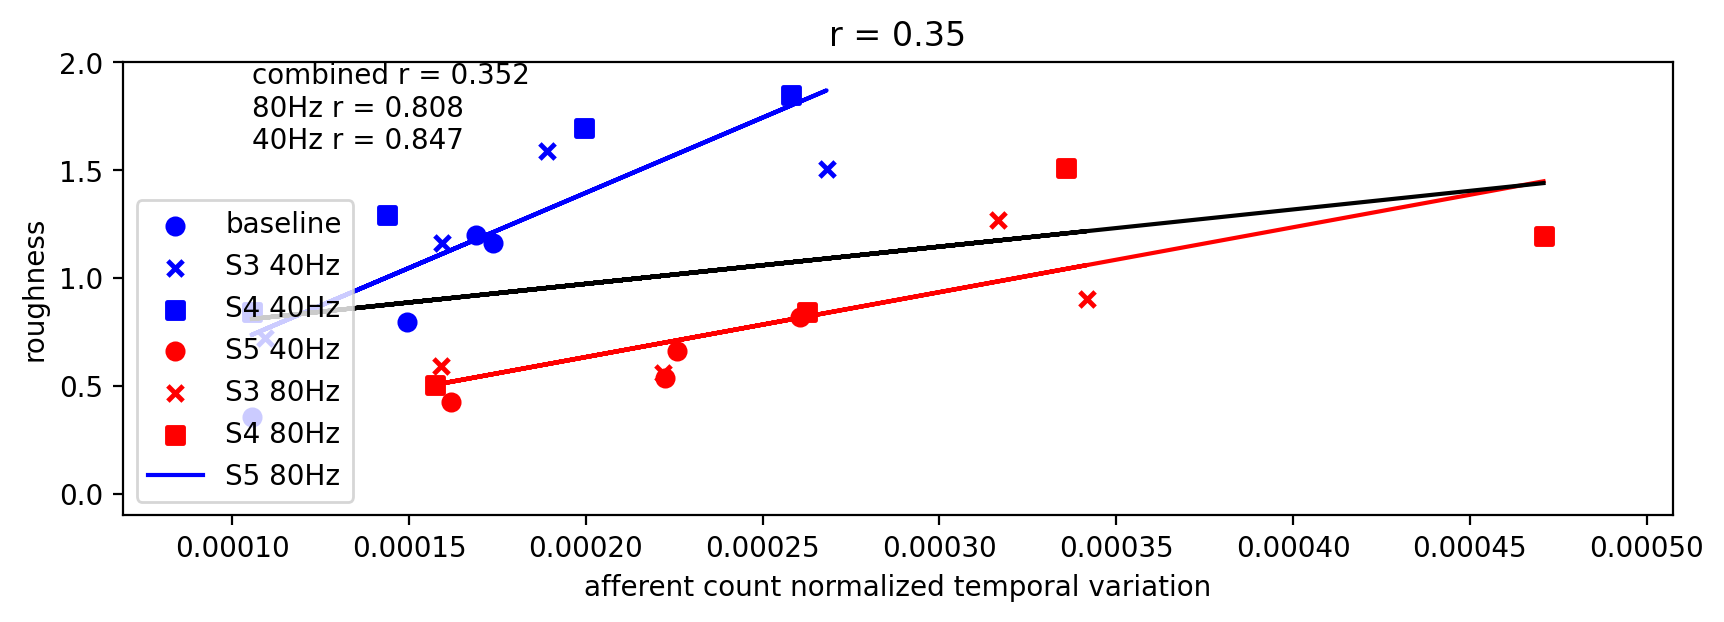 r = 0.35
combined r = 0.352
80Hz r = 0.808
40Hz r = 0.847
roughness
2.0
1.5
1.0
0.5
0.0
baseline
S3 40Hz
S4 40Hz
S5 40Hz
S3 80Hz
S4 80Hz
S5 80Hz
0.00010 0.00015 0.00020 0.00025 0.00030 0.00035 0.00040 0.00045 0.00050
afferent count normalized temporal variation